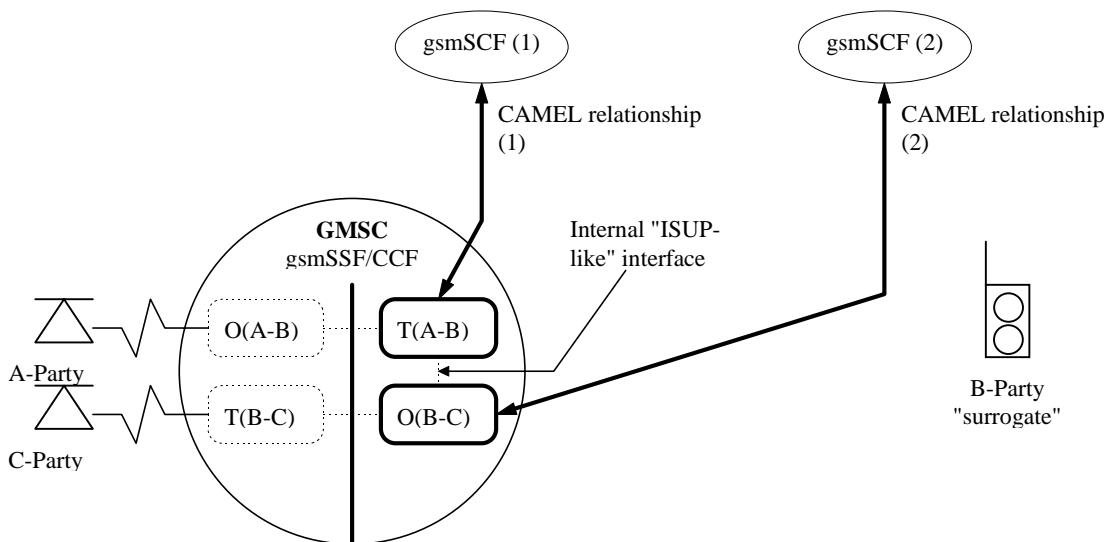 gsmSCF (1)
gsmSCF (2)
CAMEL relationship
(1)
CAMEL relationship
(2)
GMSC
gsmSSF/CCF
Internal "ISUP-
like" interface
O(A-B)
T(A-B)
A-Party
T(B-C)
O(B-C)
C-Party
B-Party
"surrogate"